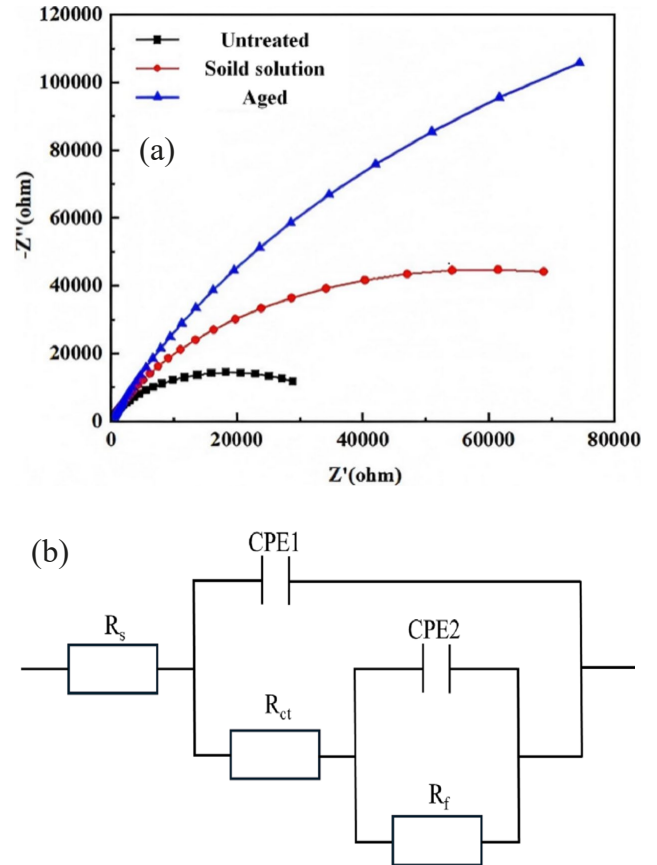 120000
100000
80000
60000
40000
20000
0
-Z"(ohm)
Untreated
Soild solution
Aged
(a)
0 20000 40000 60000 80000
Z'(ohm)
(b)
CPE1
Rs
CPE2
Rct
Rf